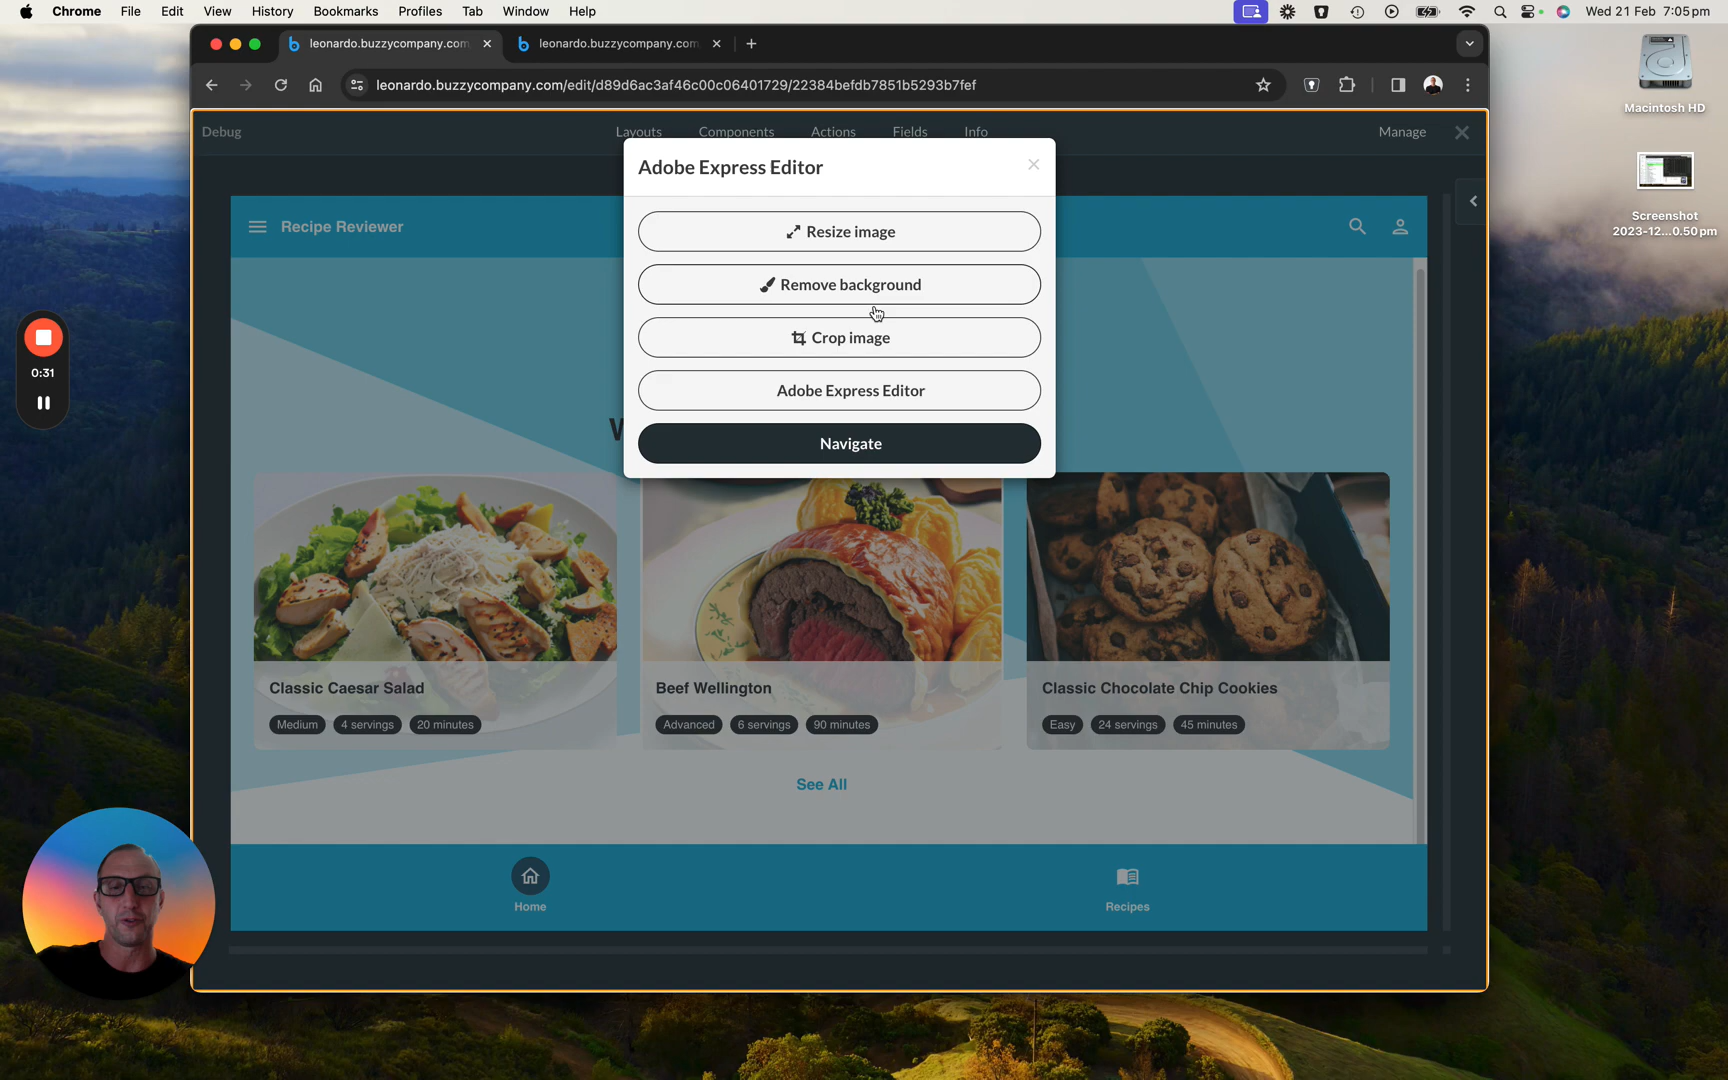 Chrome File Edit View History Bookmarks Profiles Tab Window Help
Wed 21 Feb 7:05 pm
leonardo.buzzycompany.com
leonardo.buzzycompany.com
leonardo.buzzycompany.com/edit/d89d6ac3af46c00c06401729/22384befdb7851b5293b7fef
Macintosh HD
Screenshot
2023-12...0.50 pm
Debug Layouts Components Actions Fields Info Manage
Adobe Express Editor
Recipe Reviewer
Resize image
Remove background
Crop image
Adobe Express Editor
Navigate
0:31
W
Classic Caesar Salad
Medium 4 servings 20 minutes
Beef Wellington
Advanced 6 servings 90 minutes
Classic Chocolate Chip Cookies
Easy 24 servings 45 minutes
See All
Home
Recipes